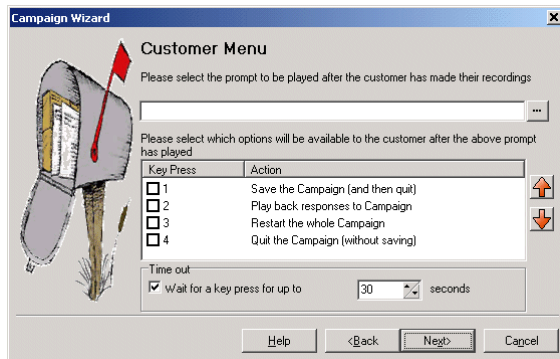 Campaign Wizard
Customer Menu
Please select the prompt to be played after the customer has made their recordings
...
Please select which options will be available to the customer after the above prompt
has played
Key Press Action
1 Save the Campaign (and then quit)
2 Play back responses to Campaign
3 Restart the whole Campaign
4 Quit the Campaign (without saving)
Time out
Wait for a key press for up to 30 seconds
Help <Back Next> Cancel